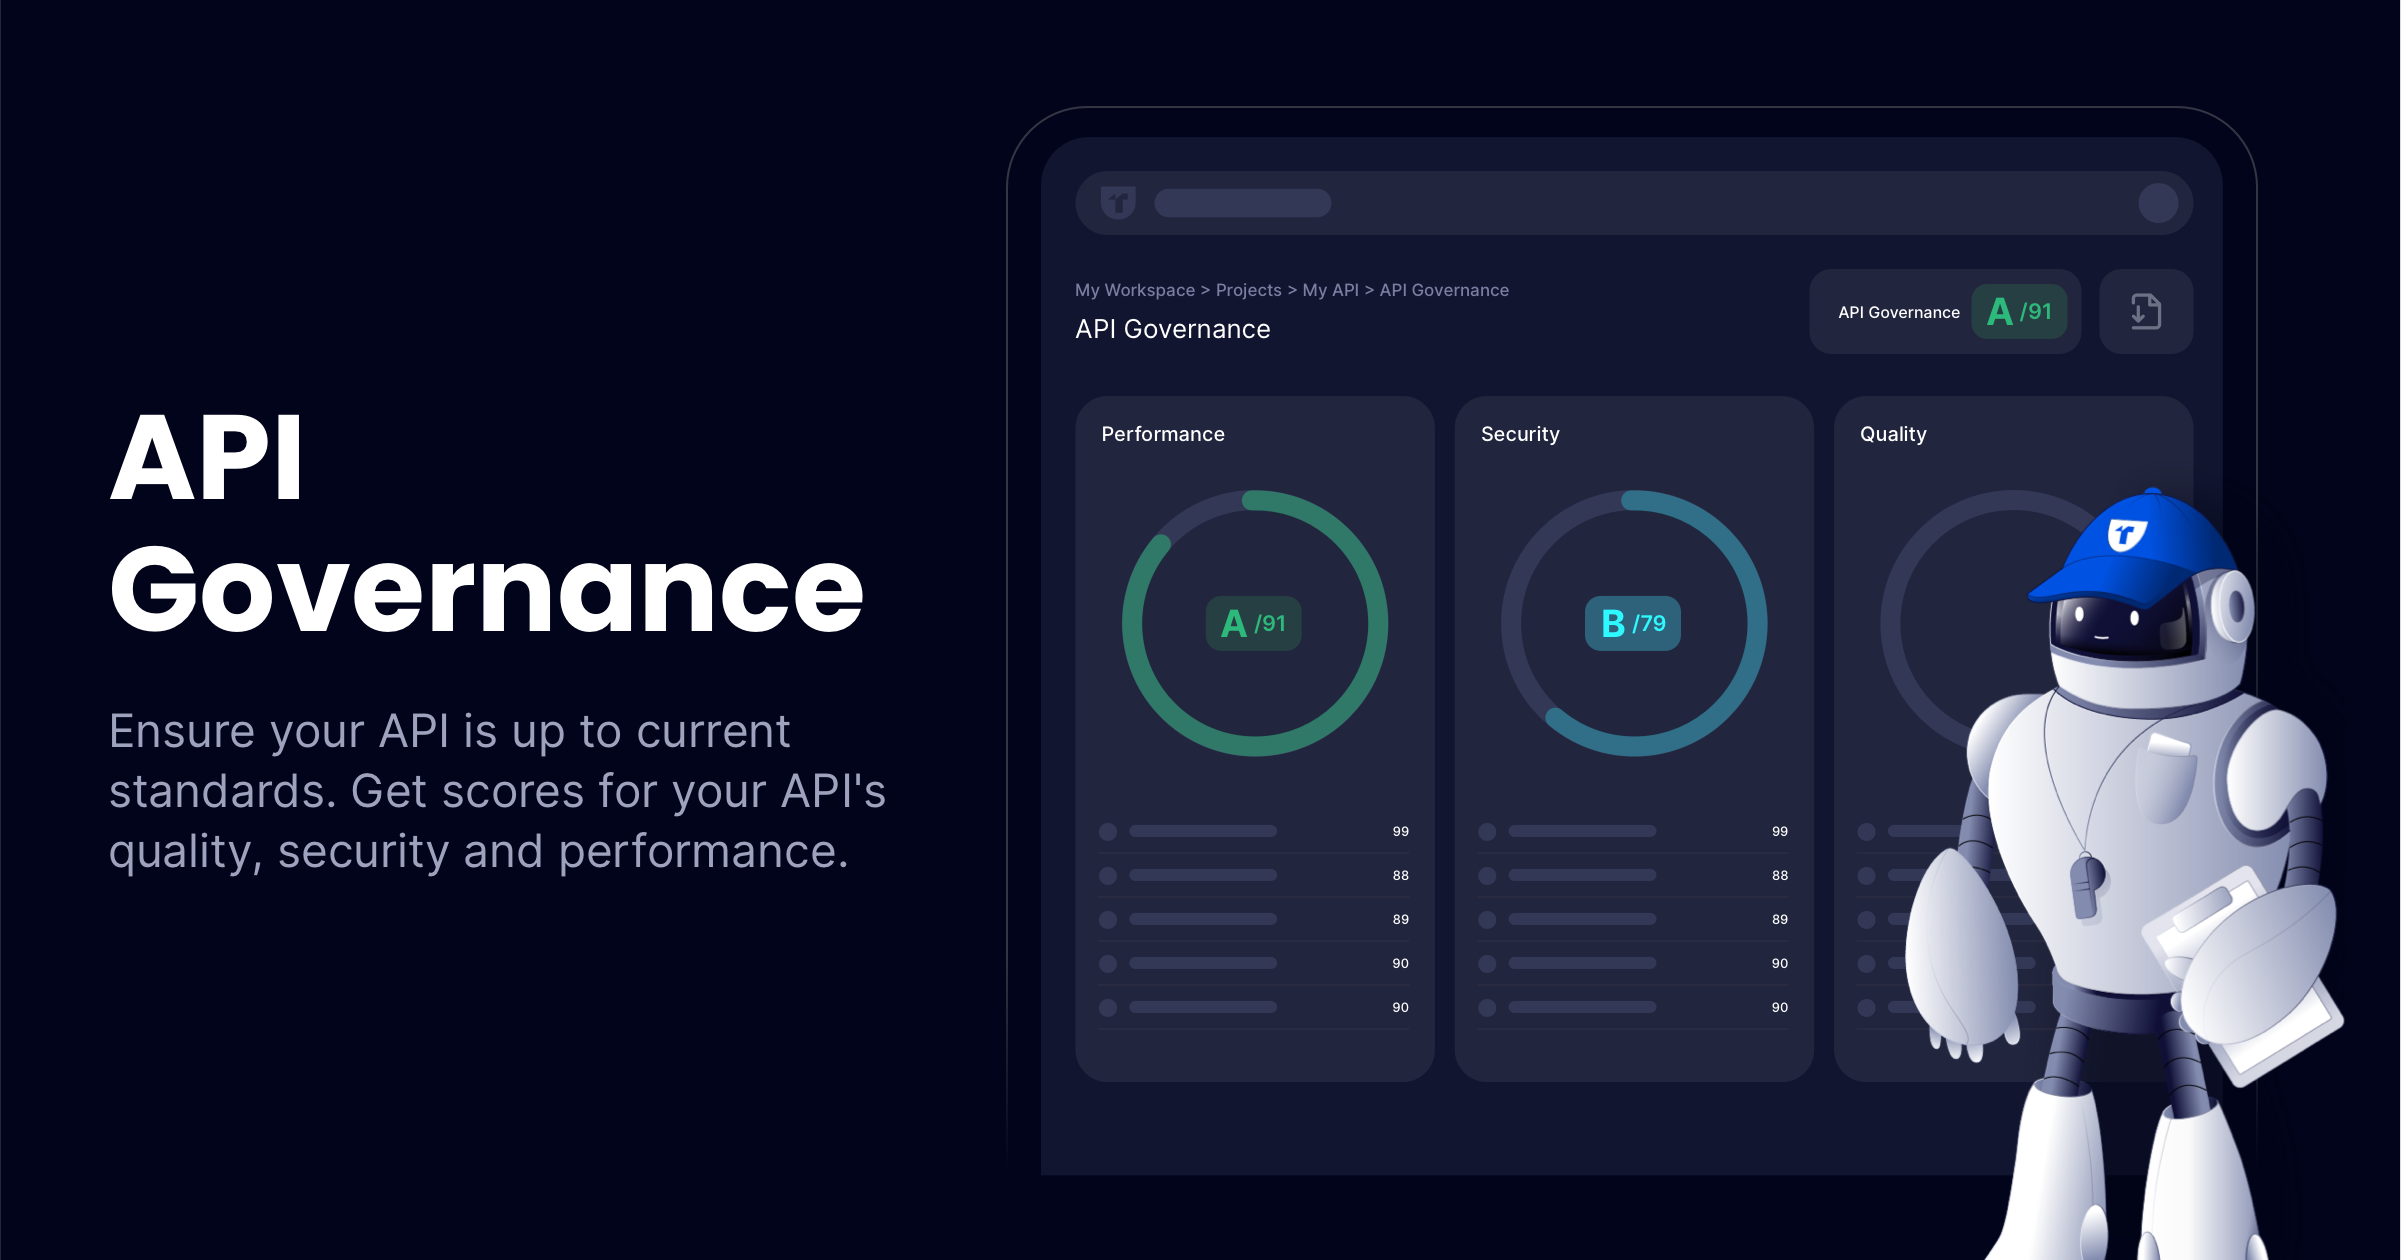 API
Governance
Ensure your API is up to current
standards. Get scores for your API's
quality, security and performance.
My Workspace > Projects > My API > API Governance
API Governance
API Governance A /91
Performance
A /91
99
88
89
90
90
Security
B /79
99
88
89
90
90
Quality